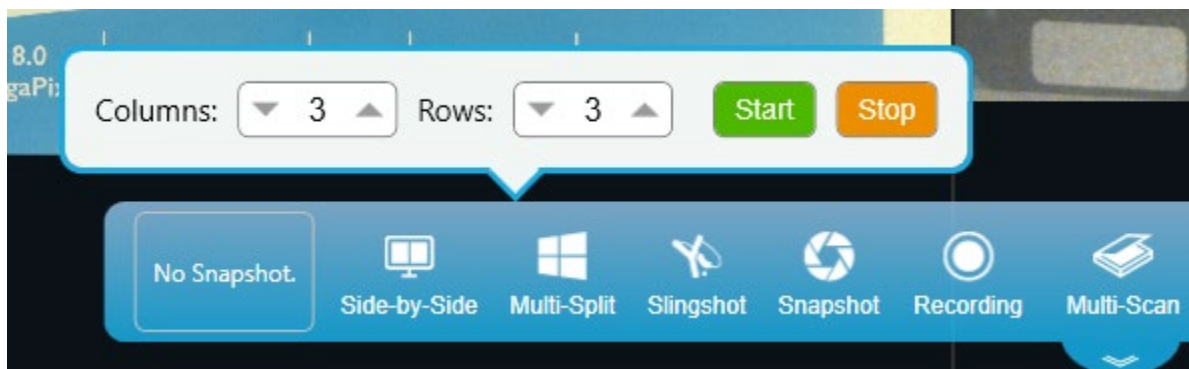 8.0
Columns: 3 Rows: 3 Start Stop
No Snapshot.
Side-by-Side Multi-Split Slingshot Snapshot Recording Multi-Scan